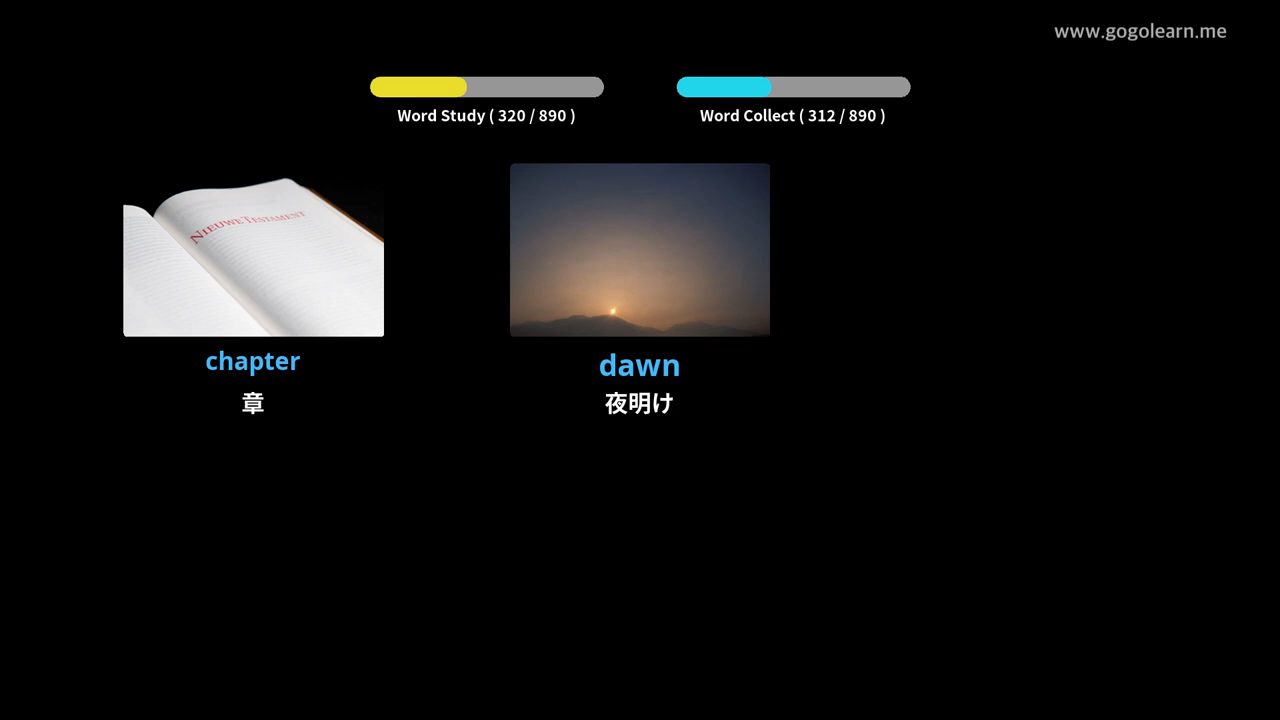 www.gogolearn.me
Word Study ( 320 / 890 )
Word Collect ( 312 / 890 )
NIEUWE TESTAMENT
chapter
章
dawn
夜明け